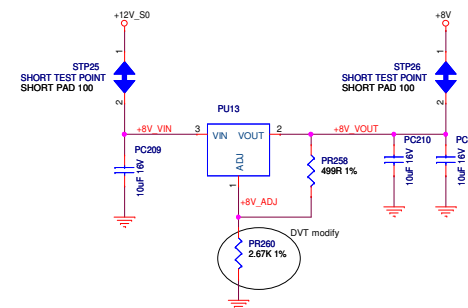 +12V_S0
+8V
1
1
STP25
SHORT TEST POINT
SHORT PAD 100
STP26
SHORT TEST POINT
SHORT PAD 100
2
2
PU13
+8V_VIN
3
VIN
VOUT
2
+8V_VOUT
ADJ
1
PC209
10uF 16V
PR258
499R 1%
PC210
10uF 16V
PC
10uF 16V
+8V_ADJ
DVT modify
PR260
2.67K 1%